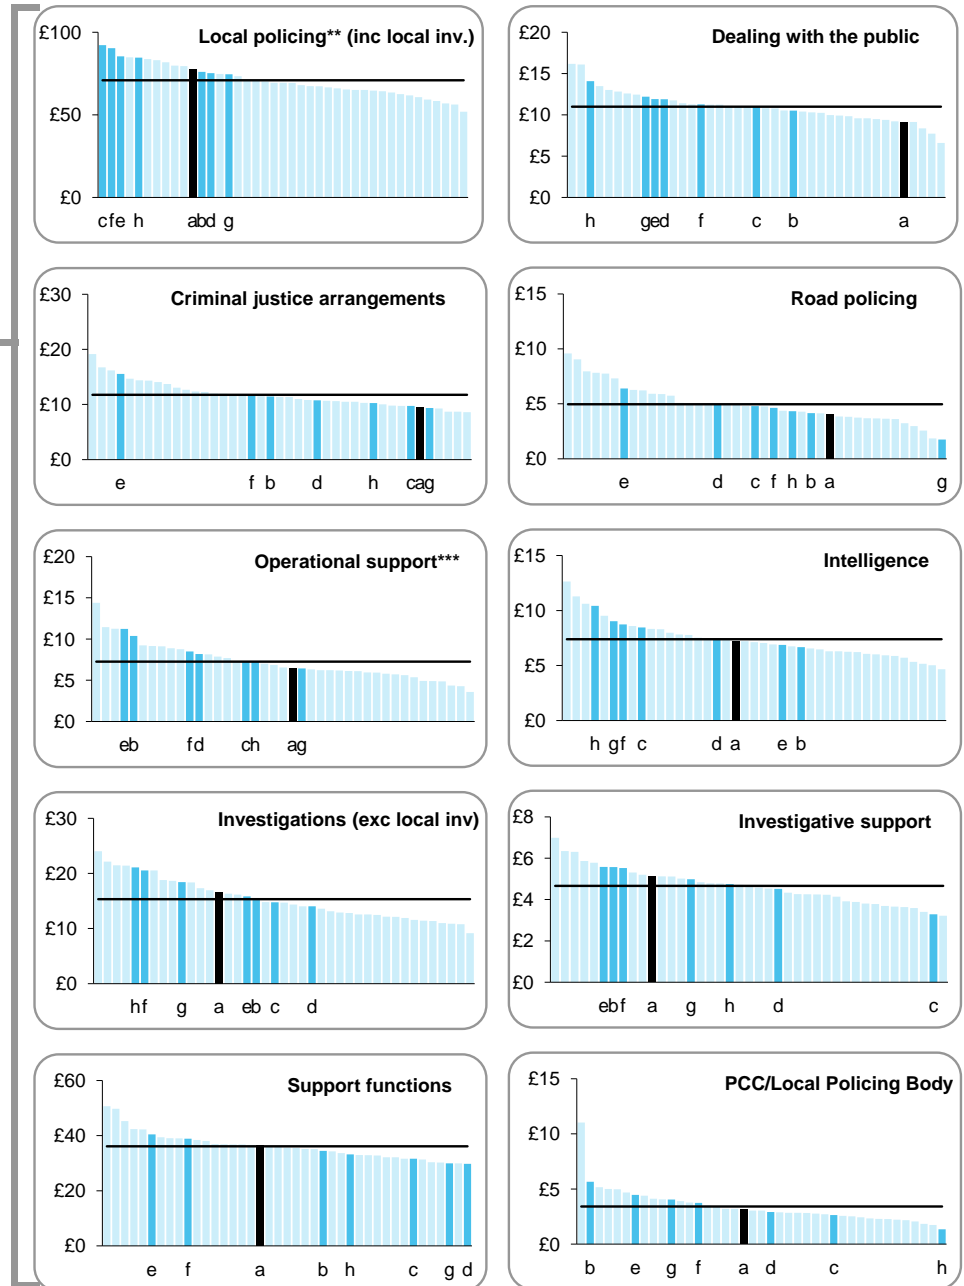 Local policing** (inc local inv.)
£100
£50
£0
cfe h abd g
Dealing with the public
£20
£15
£10
£5
£0
h ged f c b a
Criminal justice arrangements
£30
£20
£10
£0
e f b d h cag
Road policing
£15
£10
£5
£0
e d c f h b a g
Operational support***
£20
£15
£10
£5
£0
eb fd ch ag
Intelligence
£15
£10
£5
£0
h gf c d a e b
Investigations (exc local inv)
£30
£20
£10
£0
hf g a eb c d
Investigative support
£8
£6
£4
£2
£0
ebf a g h d c
Support functions
£60
£40
£20
£0
e f a b h c g d
PCC/Local Policing Body
£15
£10
£5
£0
b e g f a d c h